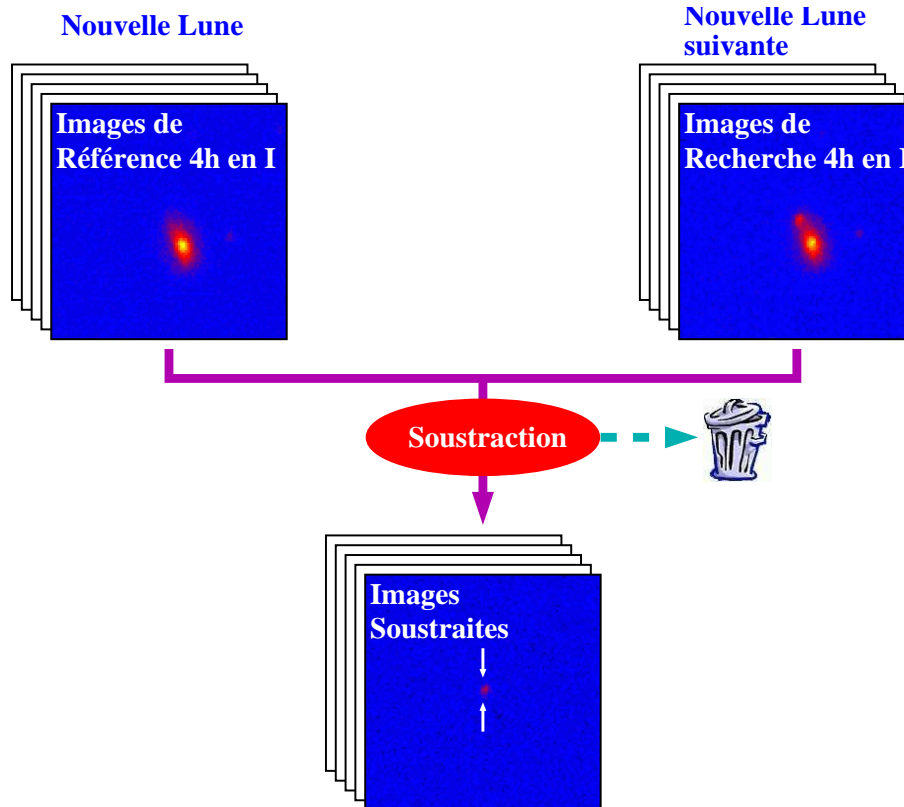 Nouvelle Lune
Nouvelle Lune
suivante
Images de
Référence 4h en I
Images de
Recherche 4h en I
Soustraction
Images
Soustraites